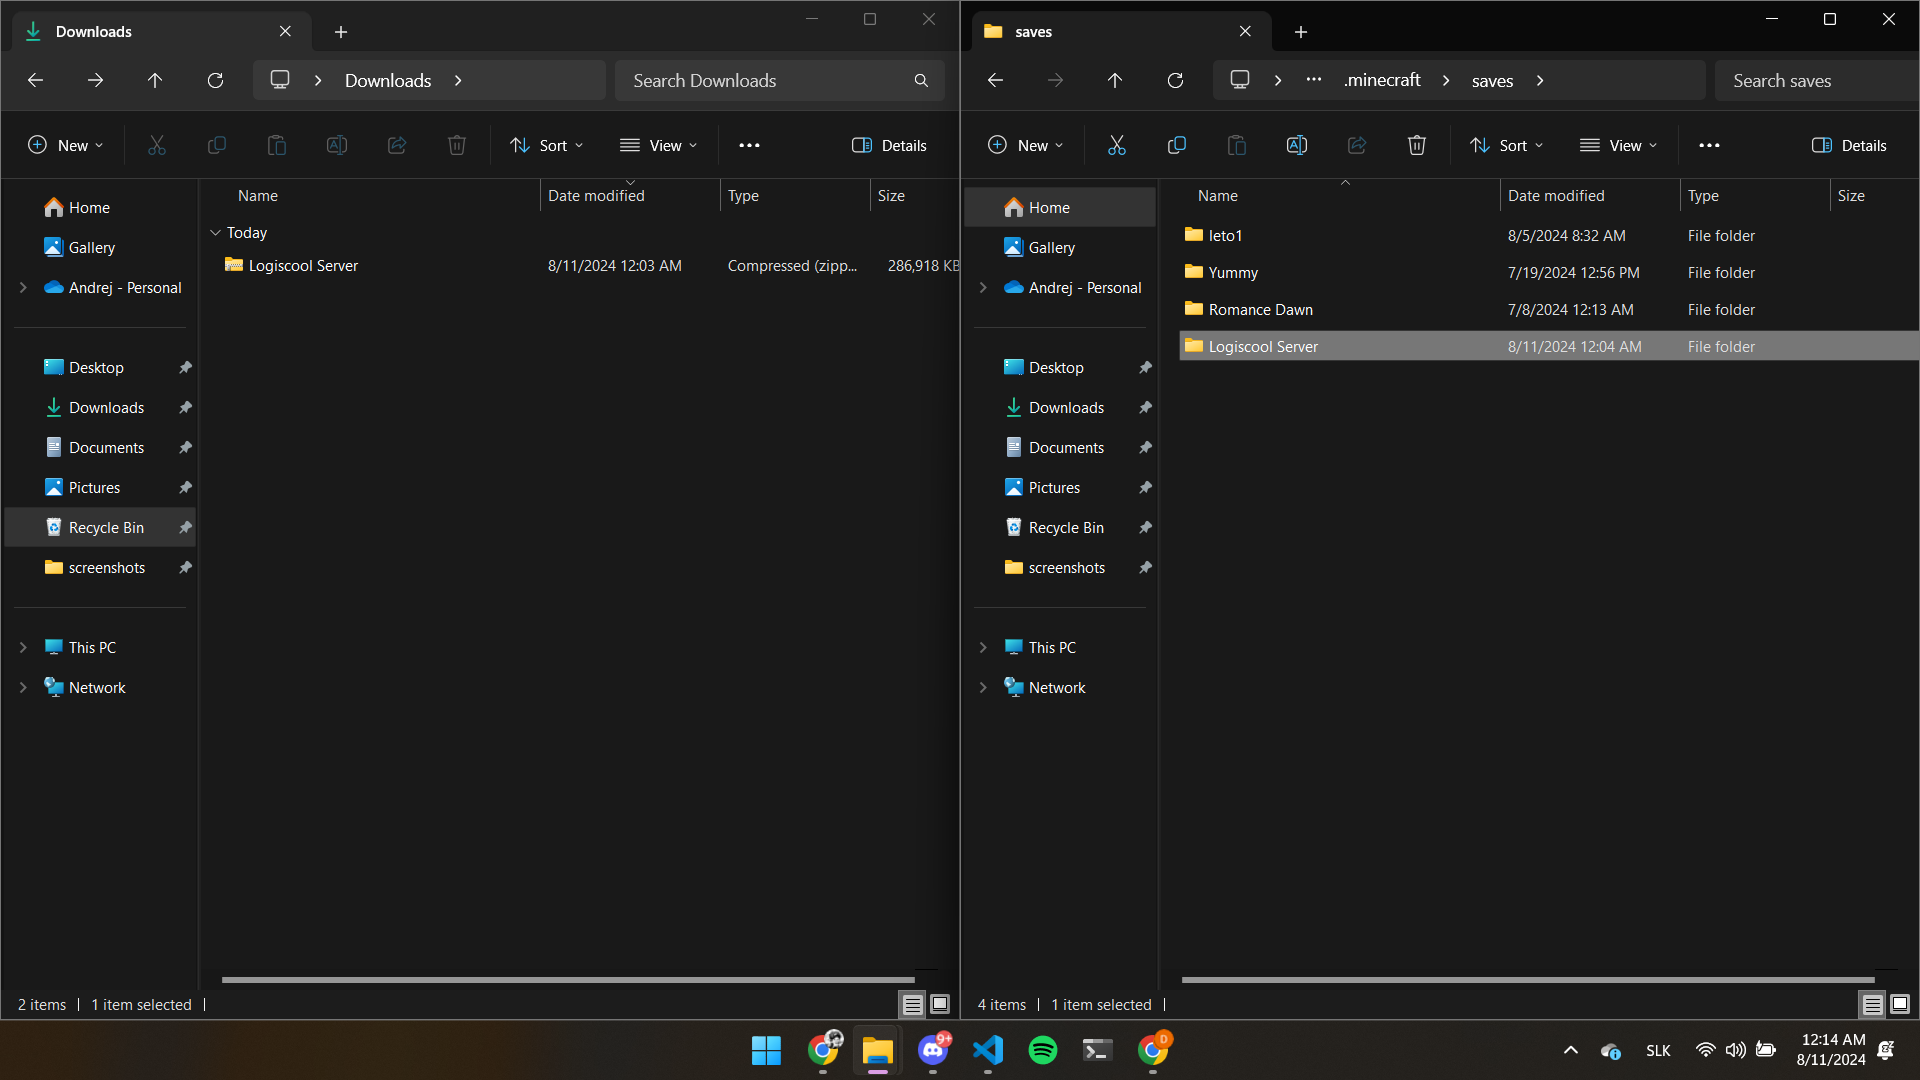 Downloads
Downloads
Search Downloads
New
Sort
View
Details
Home
Gallery
Andrej - Personal
Desktop
Downloads
Documents
Pictures
Recycle Bin
screenshots
This PC
Network
Name Date modified Type Size
Today
Logiscool Server 8/11/2024 12:03 AM Compressed (zipp... 286,918 KB
2 items 1 item selected
saves
... .minecraft saves
Search saves
New
Sort
View
Details
Home
Gallery
Andrej - Personal
Desktop
Downloads
Documents
Pictures
Recycle Bin
screenshots
This PC
Network
Name Date modified Type Size
leto1 8/5/2024 8:32 AM File folder
Yummy 7/19/2024 12:56 PM File folder
Romance Dawn 7/8/2024 12:13 AM File folder
Logiscool Server 8/11/2024 12:04 AM File folder
4 items 1 item selected
9+
D
SLK
12:14 AM
8/11/2024